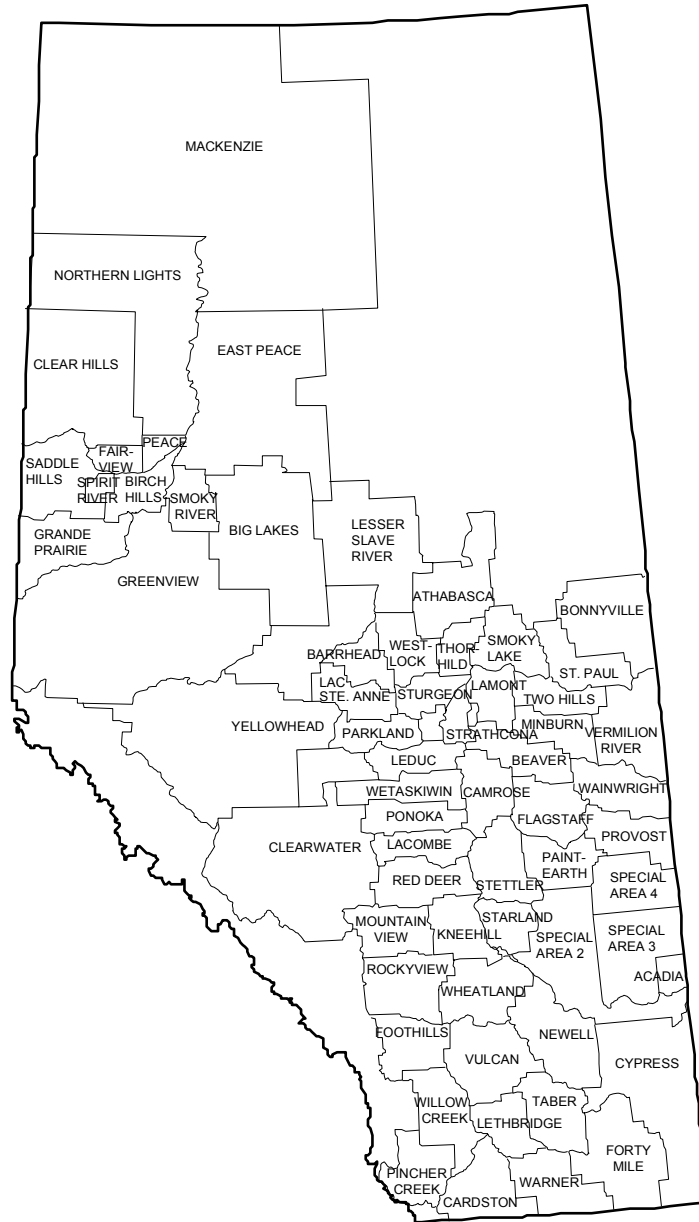 MACKENZIE
NORTHERN LIGHTS
EAST PEACE
CLEAR HILLS
PEACE
FAIR-
VIEW
SADDLE
HILLS
SPIRIT
RIVER
BIRCH
HILLS
SMOKY
RIVER
BIG LAKES
LESSER
SLAVE
RIVER
GRANDE
PRAIRIE
GREENVIEW
ATHABASCA
BONNYVILLE
BARRHEAD
WEST-
LOCK
THOR-
HILD
SMOKY
LAKE
ST. PAUL
LAC
STE. ANNE
STURGEON
LAMONT
TWO HILLS
YELLOWHEAD
PARKLAND
STRATHCONA
MINBURN
VERMILION
RIVER
LEDUC
BEAVER
WETASKIWIN
CAMROSE
WAINWRIGHT
PONOKA
FLAGSTAFF
PROVOST
CLEARWATER
LACOMBE
PAINT-
EARTH
RED DEER
STETTLER
SPECIAL
AREA 4
MOUNTAIN
VIEW
KNEEHILL
STARLAND
SPECIAL
AREA 2
SPECIAL
AREA 3
ROCKYVIEW
WHEATLAND
ACADIA
FOOTHILLS
NEWELL
VULCAN
CYPRESS
WILLOW
CREEK
LETHBRIDGE
TABER
FORTY
MILE
PINCHER
CREEK
CARDSTON
WARNER